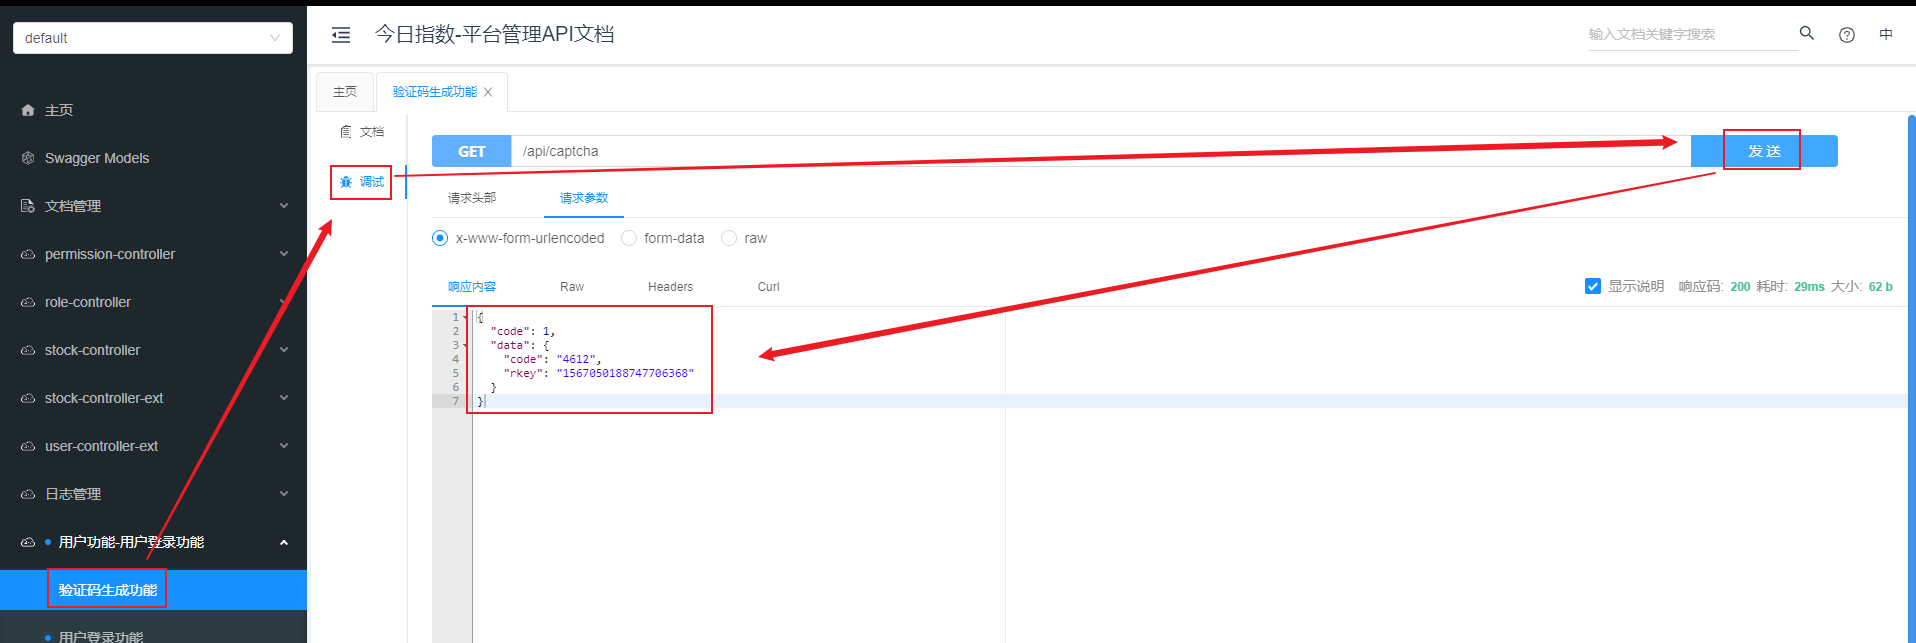 default
今日指数-平台管理API文档
输入文档关键字搜索
中
主页
验证码生成功能
主页
Swagger Models
文档管理
permission-controller
role-controller
stock-controller
stock-controller-ext
user-controller-ext
日志管理
用户功能-用户登录功能
验证码生成功能
用户登录功能
文档
调试
GET
/api/captcha
发 送
请求头部
请求参数
x-www-form-urlencoded
form-data
raw
响应内容
Raw
Headers
Curl
显示说明
响应码: 200 耗时: 29ms 大小: 62 b
1 {
2 "code": 1,
3 "data": {
4 "code": "4612",
5 "rkey": "1567050188747706368"
6 }
7 }